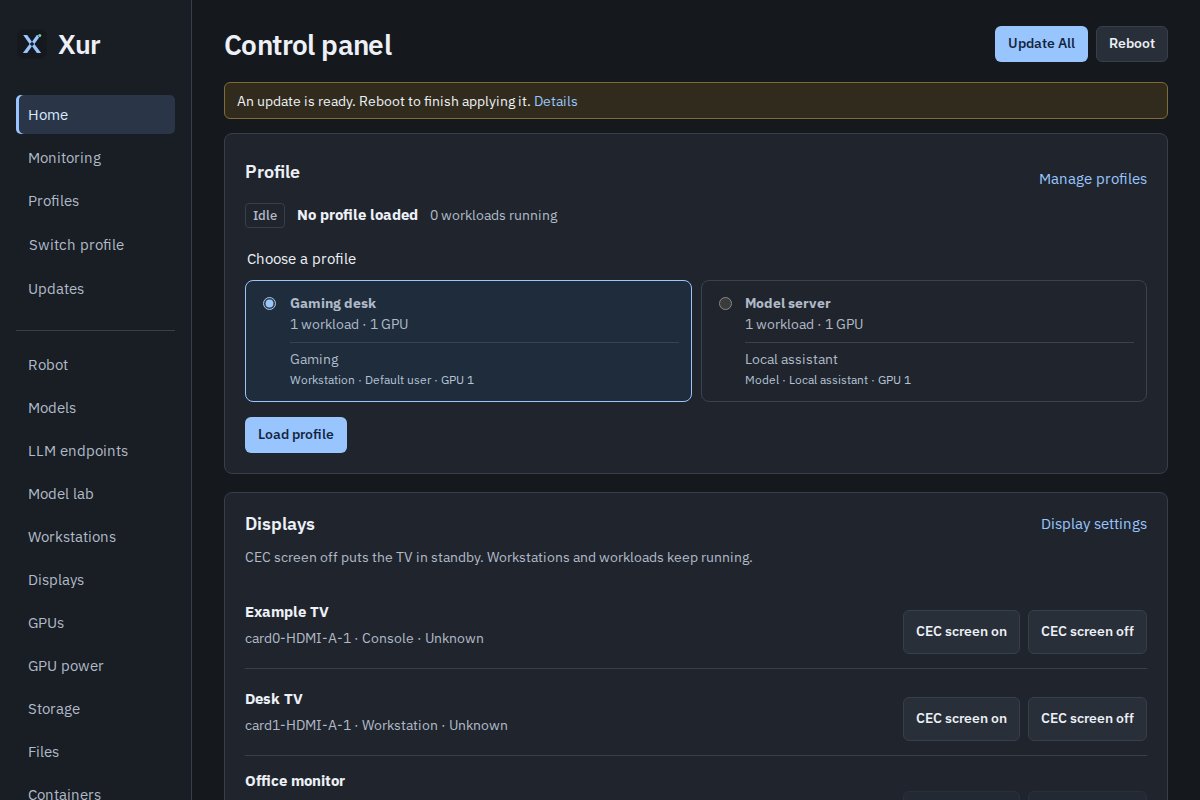 Xur
Home
Monitoring
Profiles
Switch profile
Updates
Robot
Models
LLM endpoints
Model lab
Workstations
Displays
GPUs
GPU power
Storage
Files
Containers
Control panel
Update All
Reboot
An update is ready. Reboot to finish applying it. Details
Profile
Manage profiles
Idle No profile loaded 0 workloads running
Choose a profile
Gaming desk
1 workload · 1 GPU
Gaming
Workstation · Default user · GPU 1
Model server
1 workload · 1 GPU
Local assistant
Model · Local assistant · GPU 1
Load profile
Displays
Display settings
CEC screen off puts the TV in standby. Workstations and workloads keep running.
Example TV
card0-HDMI-A-1 · Console · Unknown
CEC screen on
CEC screen off
Desk TV
card1-HDMI-A-1 · Workstation · Unknown
CEC screen on
CEC screen off
Office monitor